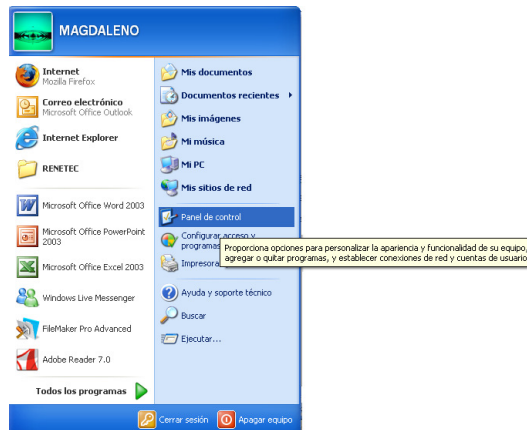 MAGDALENO
Internet
Mozilla Firefox
Correo electrónico
Microsoft Office Outlook
Internet Explorer
RENETEC
Microsoft Office Word 2003
Microsoft Office PowerPoint
2003
Microsoft Office Excel 2003
Windows Live Messenger
FileMaker Pro Advanced
Adobe Reader 7.0
Todos los programas
Mis documentos
Documentos recientes
Mis imágenes
Mi música
Mi PC
Mis sitios de red
Panel de control
Configurar acceso y
programas
Proporciona opciones para personalizar la apariencia y funcionalidad de su equipo,
agregar o quitar programas, y establecer conexiones de red y cuentas de usuario
Impresora
Ayuda y soporte técnico
Buscar
Ejecutar...
Cerrar sesión
Apagar equipo